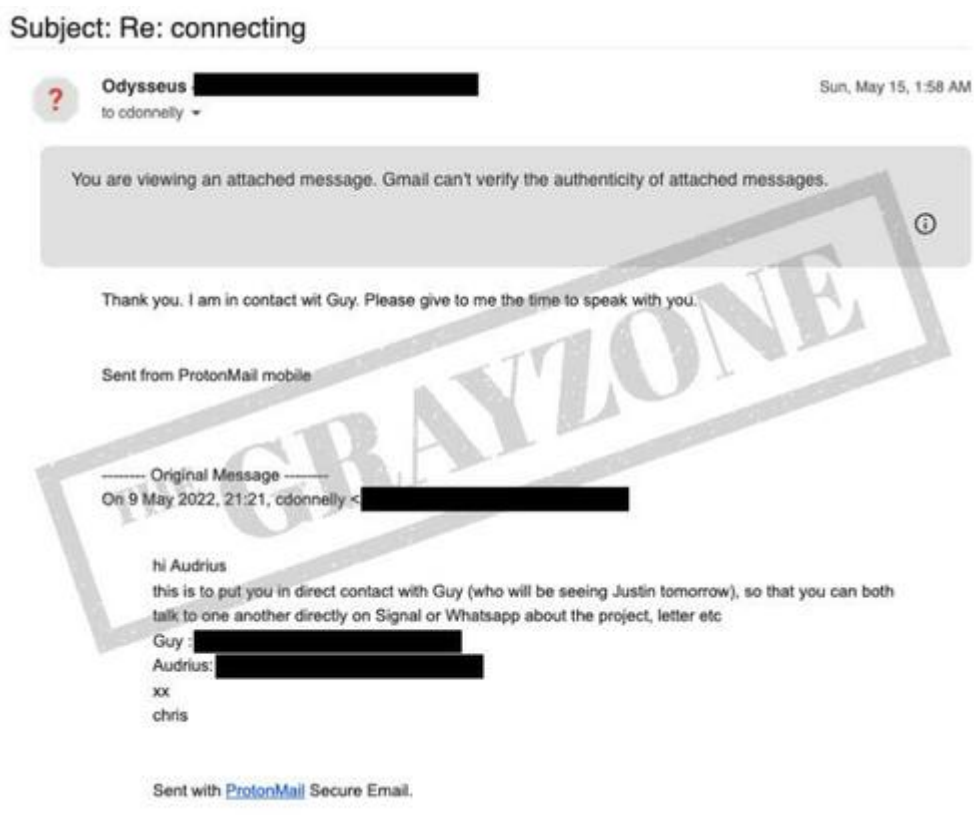 Subject: Re: connecting
Odysseus
Sun, May 15, 1:58 AM
?
to cdonnelly
You are viewing an attached message. Gmail can't verify the authenticity of attached messages.
Thank you. I am in contact wit Guy. Please give to me the time to speak with you.
Sent from ProtonMail mobile
THE GRAYZONE
-------- Original Message --------
On 9 May 2022, 21:21, cdonnelly <
hi Audrius
this is to put you in direct contact with Guy (who will be seeing Justin tomorrow), so that you can both
talk to one another directly on Signal or Whatsapp about the project, letter etc
Guy :
Audrius:
xx
chris
Sent with ProtonMail Secure Email.